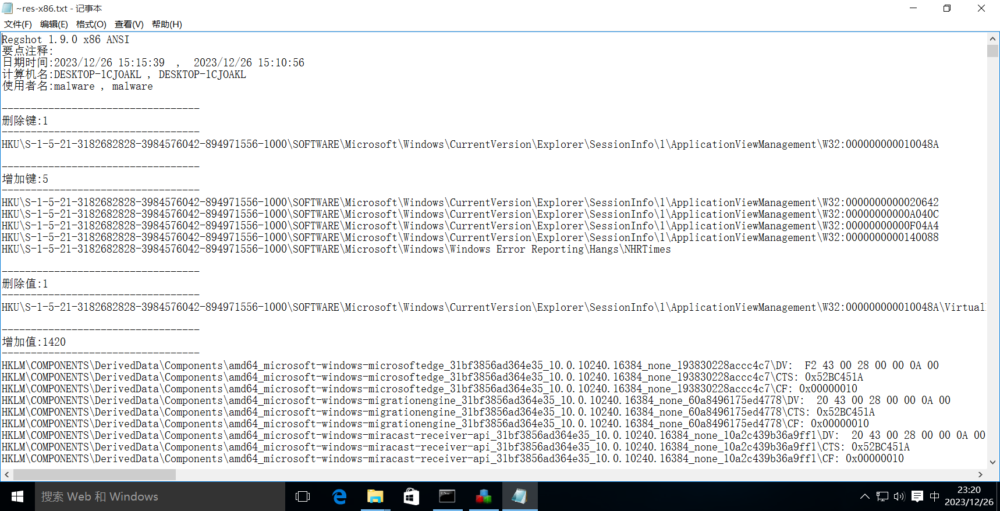 ~res-x86.txt - 记事本
文件(F) 编辑(E) 格式(O) 查看(V) 帮助(H)
Regshot 1.9.0 x86 ANSI
要点注释:
日期时间:2023/12/26 15:15:39  ,  2023/12/26 15:10:56
计算机名:DESKTOP-1CJOAKL , DESKTOP-1CJOAKL
使用者名:malware , malware
----------------------------------
删除键:1
----------------------------------
HKU\S-1-5-21-3182682828-3984576042-894971556-1000\SOFTWARE\Microsoft\Windows\CurrentVersion\Explorer\SessionInfo\1\ApplicationViewManagement\W32:000000000010048A
----------------------------------
增加键:5
----------------------------------
HKU\S-1-5-21-3182682828-3984576042-894971556-1000\SOFTWARE\Microsoft\Windows\CurrentVersion\Explorer\SessionInfo\1\ApplicationViewManagement\W32:0000000000020642
HKU\S-1-5-21-3182682828-3984576042-894971556-1000\SOFTWARE\Microsoft\Windows\CurrentVersion\Explorer\SessionInfo\1\ApplicationViewManagement\W32:00000000000A040C
HKU\S-1-5-21-3182682828-3984576042-894971556-1000\SOFTWARE\Microsoft\Windows\CurrentVersion\Explorer\SessionInfo\1\ApplicationViewManagement\W32:00000000000F04A4
HKU\S-1-5-21-3182682828-3984576042-894971556-1000\SOFTWARE\Microsoft\Windows\CurrentVersion\Explorer\SessionInfo\1\ApplicationViewManagement\W32:0000000000140088
HKU\S-1-5-21-3182682828-3984576042-894971556-1000\SOFTWARE\Microsoft\Windows\Windows Error Reporting\Hangs\NHRTimes
----------------------------------
删除值:1
----------------------------------
HKU\S-1-5-21-3182682828-3984576042-894971556-1000\SOFTWARE\Microsoft\Windows\CurrentVersion\Explorer\SessionInfo\1\ApplicationViewManagement\W32:000000000010048A\Virtual
----------------------------------
增加值:1420
----------------------------------
HKLM\COMPONENTS\DerivedData\Components\amd64_microsoft-windows-microsoftedge_31bf3856ad364e35_10.0.10240.16384_none_193830228accc4c7\DV:  F2 43 00 28 00 00 0A 00
HKLM\COMPONENTS\DerivedData\Components\amd64_microsoft-windows-microsoftedge_31bf3856ad364e35_10.0.10240.16384_none_193830228accc4c7\CTS: 0x52BC451A
HKLM\COMPONENTS\DerivedData\Components\amd64_microsoft-windows-microsoftedge_31bf3856ad364e35_10.0.10240.16384_none_193830228accc4c7\CF: 0x00000010
HKLM\COMPONENTS\DerivedData\Components\amd64_microsoft-windows-migrationengine_31bf3856ad364e35_10.0.10240.16384_none_60a8496175ed4778\DV:  20 43 00 28 00 00 0A 00
HKLM\COMPONENTS\DerivedData\Components\amd64_microsoft-windows-migrationengine_31bf3856ad364e35_10.0.10240.16384_none_60a8496175ed4778\CTS: 0x52BC451A
HKLM\COMPONENTS\DerivedData\Components\amd64_microsoft-windows-migrationengine_31bf3856ad364e35_10.0.10240.16384_none_60a8496175ed4778\CF: 0x00000010
HKLM\COMPONENTS\DerivedData\Components\amd64_microsoft-windows-miracast-receiver-api_31bf3856ad364e35_10.0.10240.16384_none_10a2c439b36a9ff1\DV:  20 43 00 28 00 00 0A 00
HKLM\COMPONENTS\DerivedData\Components\amd64_microsoft-windows-miracast-receiver-api_31bf3856ad364e35_10.0.10240.16384_none_10a2c439b36a9ff1\CTS: 0x52BC451A
HKLM\COMPONENTS\DerivedData\Components\amd64_microsoft-windows-miracast-receiver-api_31bf3856ad364e35_10.0.10240.16384_none_10a2c439b36a9ff1\CF: 0x00000010
搜索 Web 和 Windows
中
23:20
2023/12/26